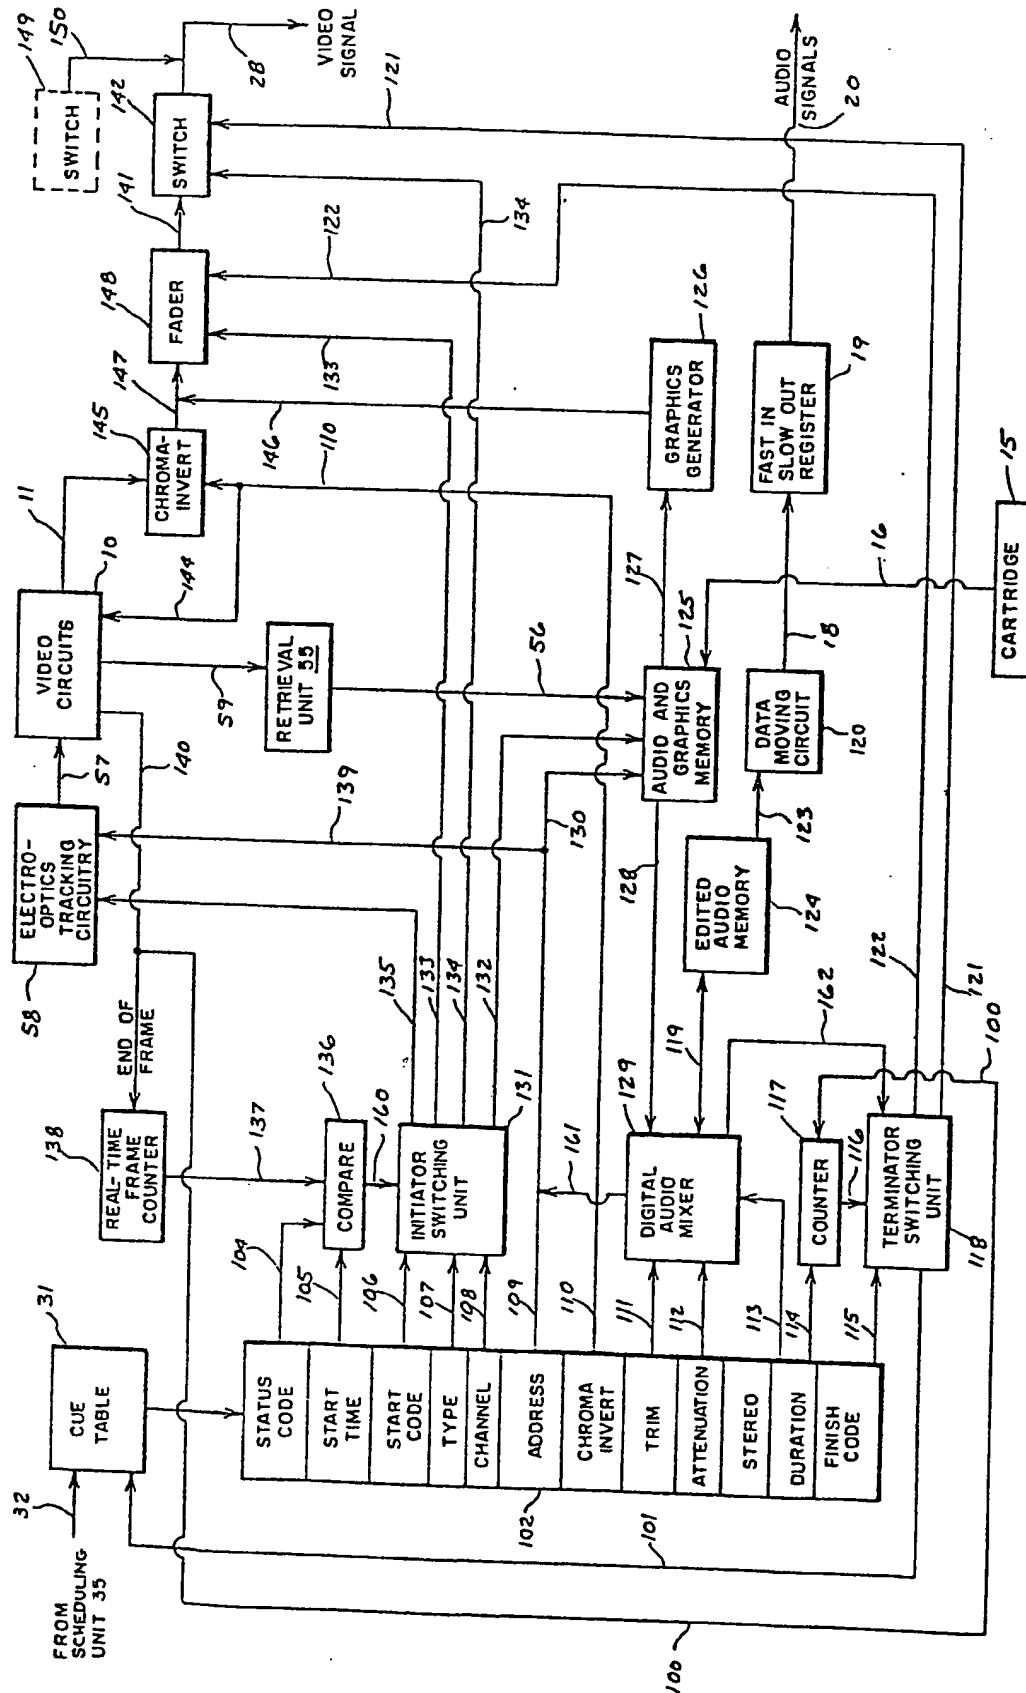 FROM
SCHEDULING
UNIT 35
32
CUE
TABLE
31
101
100
STATUS
CODE
START
TIME
START
CODE
TYPE
CHANNEL
ADDRESS
CHROMA
INVERT
TRIM
ATTENUATION
STEREO
DURATION
FINISH
CODE
102
104
105
106
107
108
109
110
111
112
113
114
115
REAL-TIME
FRAME
COUNTER
138
END OF
FRAME
137
COMPARE
136
160
INITIATOR
SWITCHING
UNIT
131
135
133
134
132
161
DIGITAL
AUDIO
MIXER
129
COUNTER
117
116
TERMINATOR
SWITCHING
UNIT
118
162
100
121
122
ELECTRO-
OPTICS
TRACKING
CIRCUITRY
58
57
140
139
130
128
119
EDITED
AUDIO
MEMORY
124
123
VIDEO
CIRCUITS
10
11
144
59
RETRIEVAL
UNIT 55
56
AUDIO AND
GRAPHICS
MEMORY
125
127
DATA
MOVING
CIRCUIT
120
18
16
CARTRIDGE
15
CHROMA-
INVERT
145
147
146
110
GRAPHICS
GENERATOR
126
FAST IN
SLOW OUT
REGISTER
19
FADER
148
133
122
141
134
SWITCH
142
SWITCH
149
150
28
VIDEO
SIGNAL
121
AUDIO
SIGNALS
20